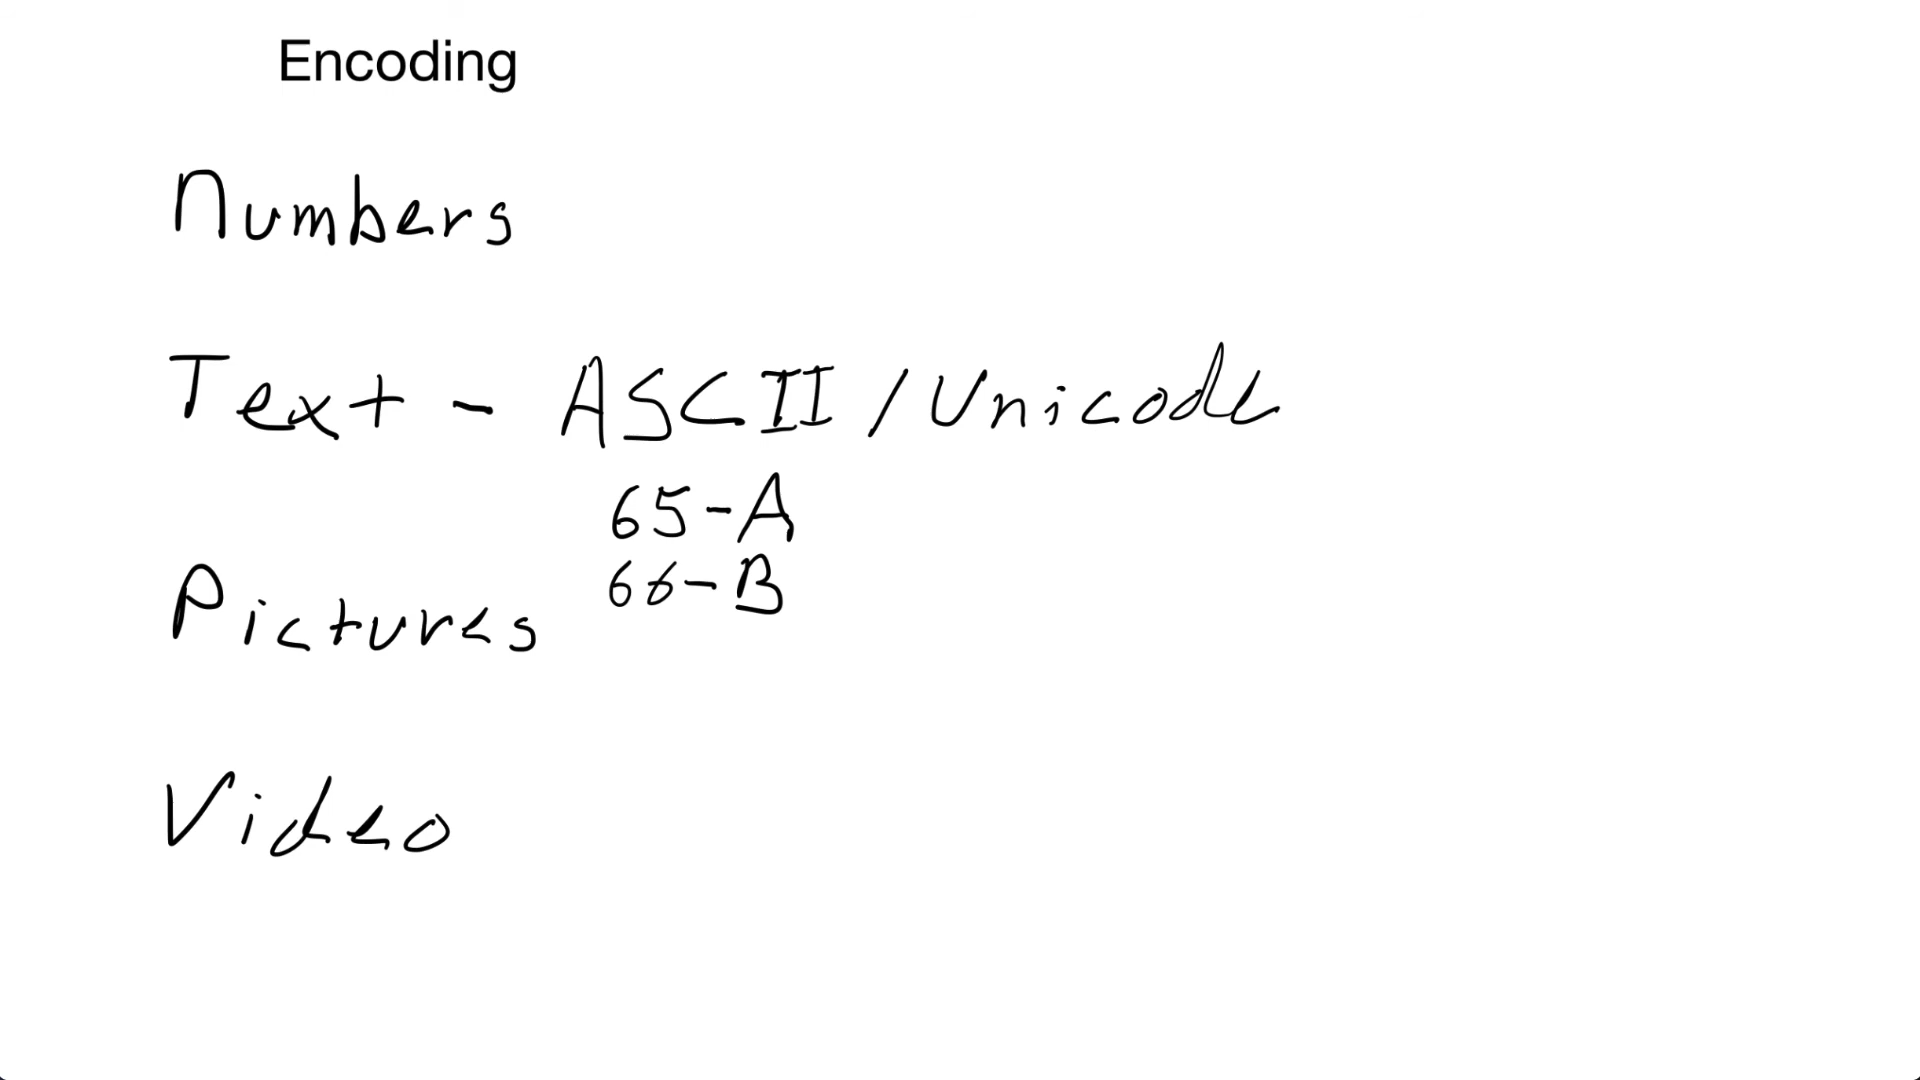 Encoding
Numbers
Text - ASCII / Unicode
65-A
66-B
Pictures
Video